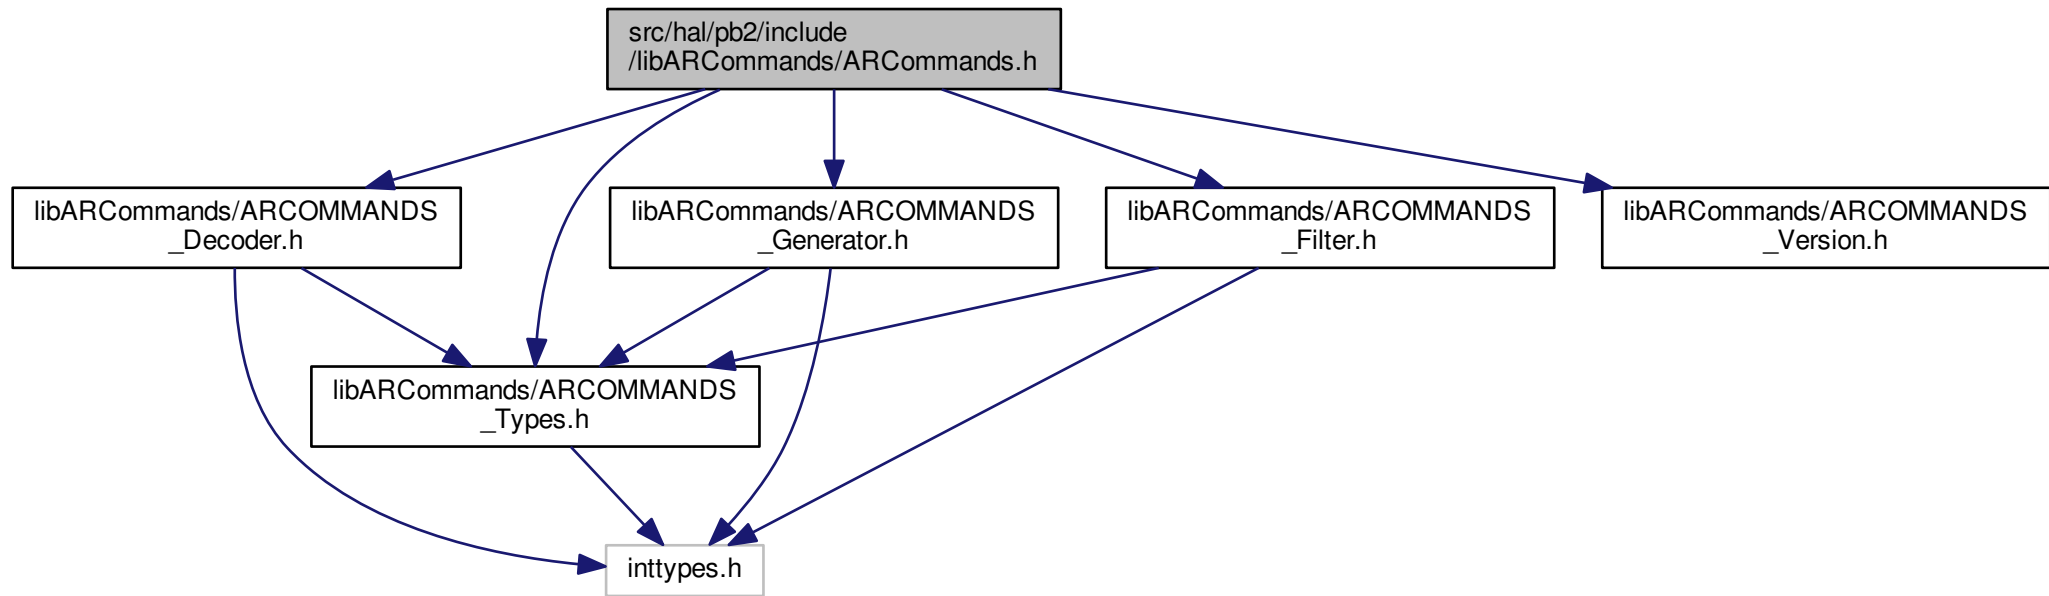 src/hal/pb2/include
/libARCommands/ARCommands.h
libARCommands/ARCOMMANDS
_Decoder.h
libARCommands/ARCOMMANDS
_Generator.h
libARCommands/ARCOMMANDS
_Filter.h
libARCommands/ARCOMMANDS
_Version.h
libARCommands/ARCOMMANDS
_Types.h
inttypes.h